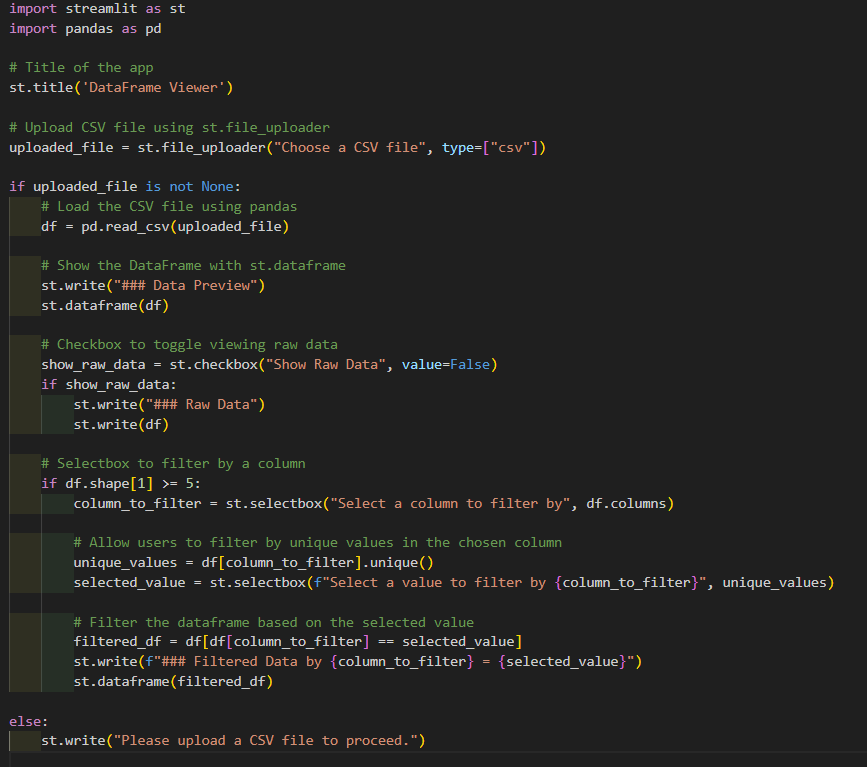 import streamlit as st
import pandas as pd

# Title of the app
st.title('DataFrame Viewer')

# Upload CSV file using st.file_uploader
uploaded_file = st.file_uploader("Choose a CSV file", type=["csv"])

if uploaded_file is not None:
    # Load the CSV file using pandas
    df = pd.read_csv(uploaded_file)

    # Show the DataFrame with st.dataframe
    st.write("### Data Preview")
    st.dataframe(df)

    # Checkbox to toggle viewing raw data
    show_raw_data = st.checkbox("Show Raw Data", value=False)
    if show_raw_data:
        st.write("### Raw Data")
        st.write(df)

    # Selectbox to filter by a column
    if df.shape[1] >= 5:
        column_to_filter = st.selectbox("Select a column to filter by", df.columns)

        # Allow users to filter by unique values in the chosen column
        unique_values = df[column_to_filter].unique()
        selected_value = st.selectbox(f"Select a value to filter by {column_to_filter}", unique_values)

        # Filter the dataframe based on the selected value
        filtered_df = df[df[column_to_filter] == selected_value]
        st.write(f"### Filtered Data by {column_to_filter} = {selected_value}")
        st.dataframe(filtered_df)

else:
    st.write("Please upload a CSV file to proceed.")